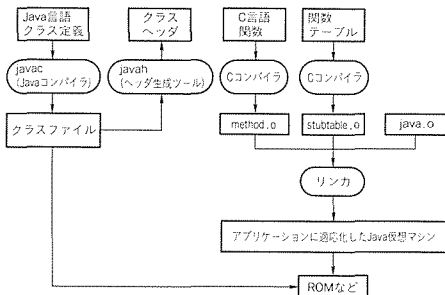 Java言語
クラス定義
クラス
ヘッダ
C言語
関数
関数
テーブル
javac
(Javaコンパイラ)
javah
(ヘッダ生成ツール)
Cコンパイラ
Cコンパイラ
クラスファイル
method.o
stubtable.o
java.o
リンカ
アプリケーションに適応化したJava仮想マシン
ROMなど